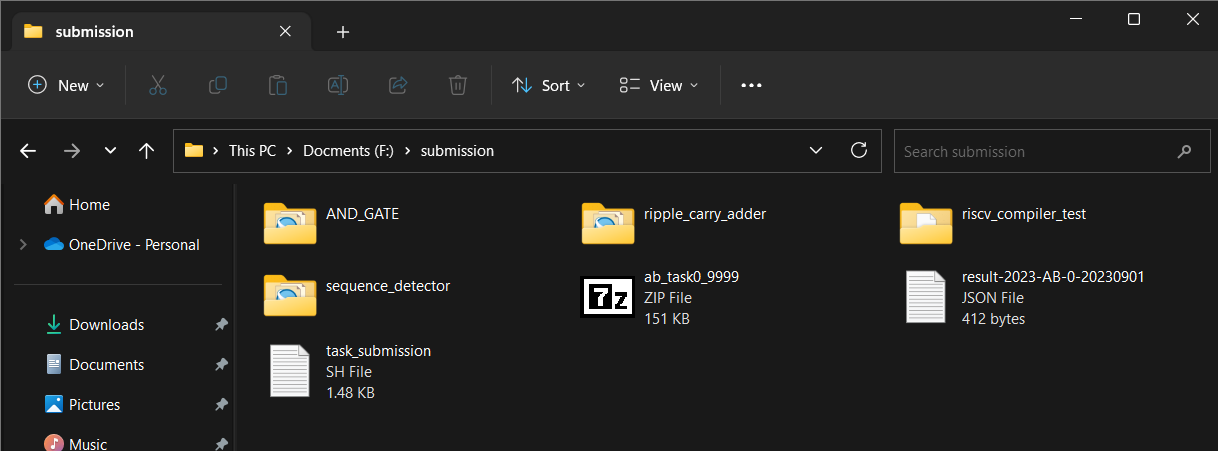 submission
New
Sort
View
This PC
Docments (F:)
submission
Search submission
Home
OneDrive - Personal
Downloads
Documents
Pictures
Music
AND_GATE
ripple_carry_adder
riscv_compiler_test
sequence_detector
7z
ab_task0_9999
ZIP File
151 KB
result-2023-AB-0-20230901
JSON File
412 bytes
task_submission
SH File
1.48 KB